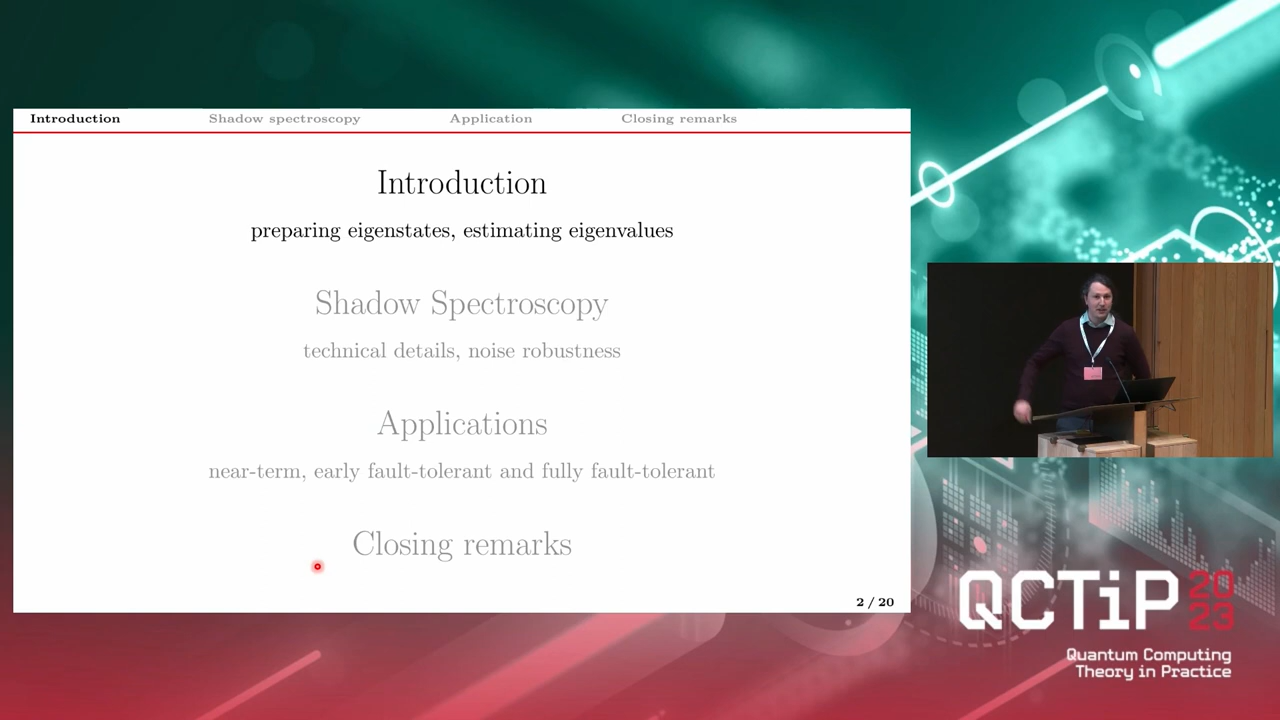 Introduction
Shadow spectroscopy
Application
Closing remarks
Introduction
preparing eigenstates, estimating eigenvalues
Shadow Spectroscopy
technical details, noise robustness
Applications
near-term, early fault-tolerant and fully fault-tolerant
Closing remarks
2 / 20
QCTiP 20
23
Quantum Computing
Theory in Practice